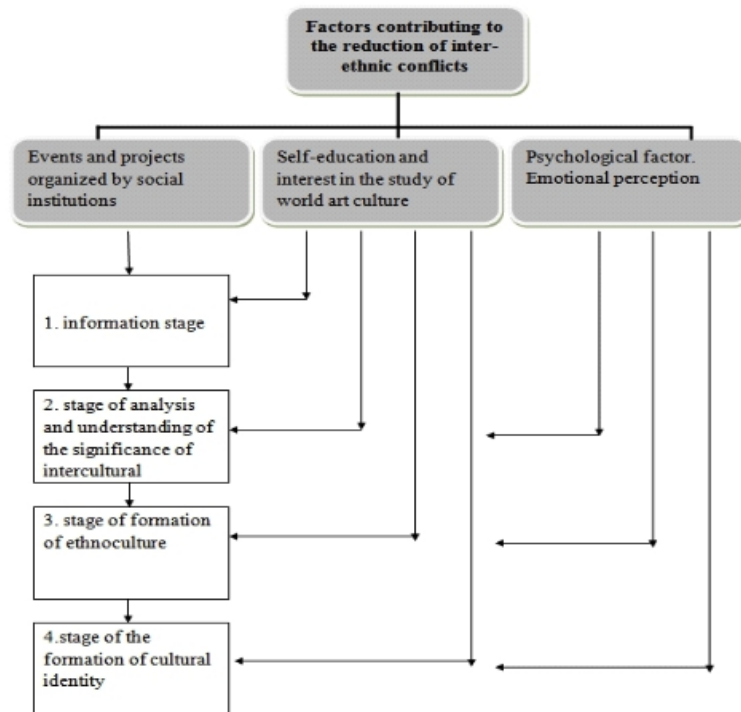 Factors contributing to
the reduction of inter-
ethnic conflicts
Events and projects
organized by social
institutions
Self-education and
interest in the study of
world art culture
Psychological factor.
Emotional perception
1. information stage
2. stage of analysis
and understanding of
the significance of
intercultural
3. stage of formation
of ethnoculture
4.stage of the
formation of cultural
identity